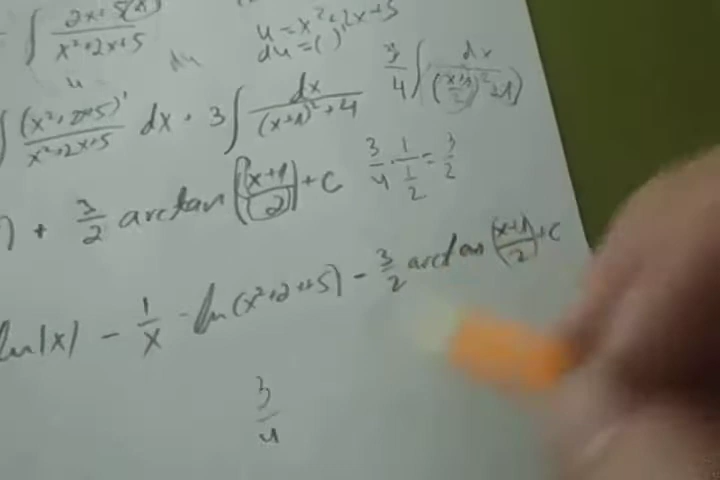 = ∫ 2x+5 / x²+2x+5
u = x²+2x+5
du = ( )'
u du
∫ (x²+2x+5)' / x²+2x+5 dx + 3 ∫ dx / (x+1)²+4
3/4 ∫ dx / ((x+1)/2)²+1)
) + 3/2 arctan((x+1)/2) + C
3/4 · 1 / 1/2 = 3/2
ln|x| − 1/x − ln(x²+2x+5) − 3/2 arctan((x+1)/2) + C
3/4